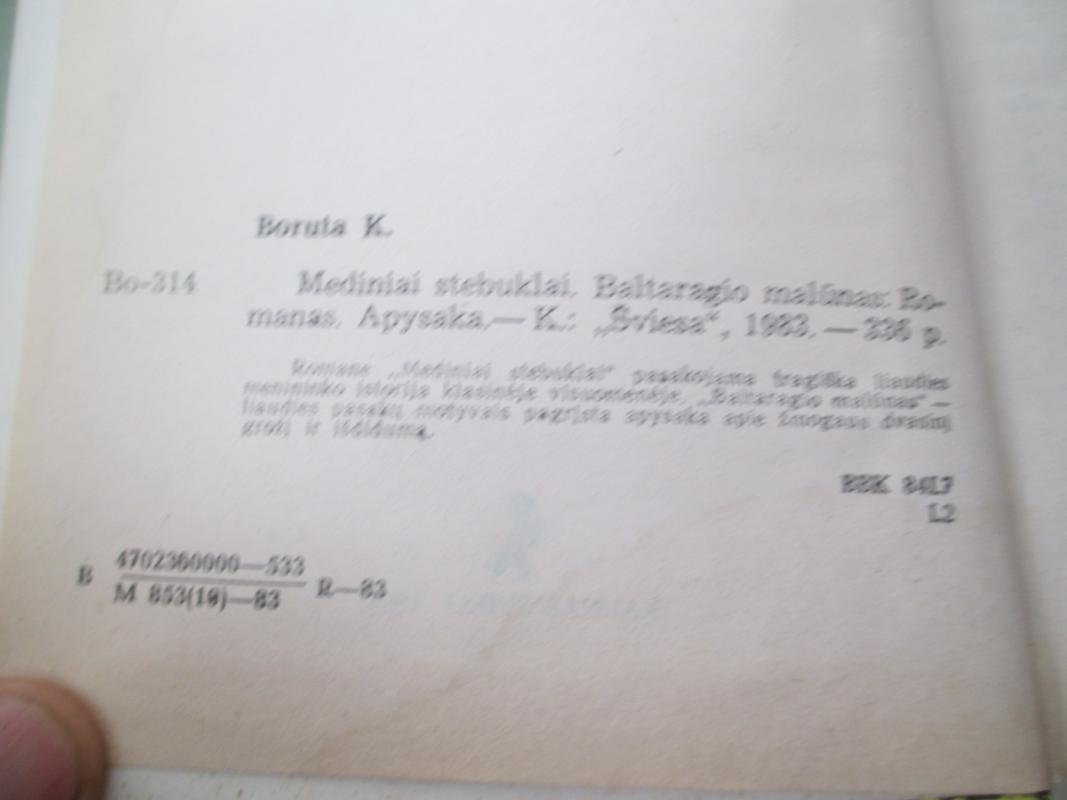 Boruta K.
Bo-314 Mediniai stebuklai. Baltaragio malūnas: Ro-
manas. Apysaka.— K.: „Šviesa“, 1983. — 336 p.
Romane „Mediniai stebuklai“ pasakojama tragiška liaudies
menininko istorija klasinėje visuomenėje, „Baltaragio malūnas“ —
liaudies pasakų motyvais pagrįsta apysaka apie žmogaus dvasinį
grožį ir išdidumą.
BBK 84L7
L2
B 4702360000—533
M 853(10)—83 R—83